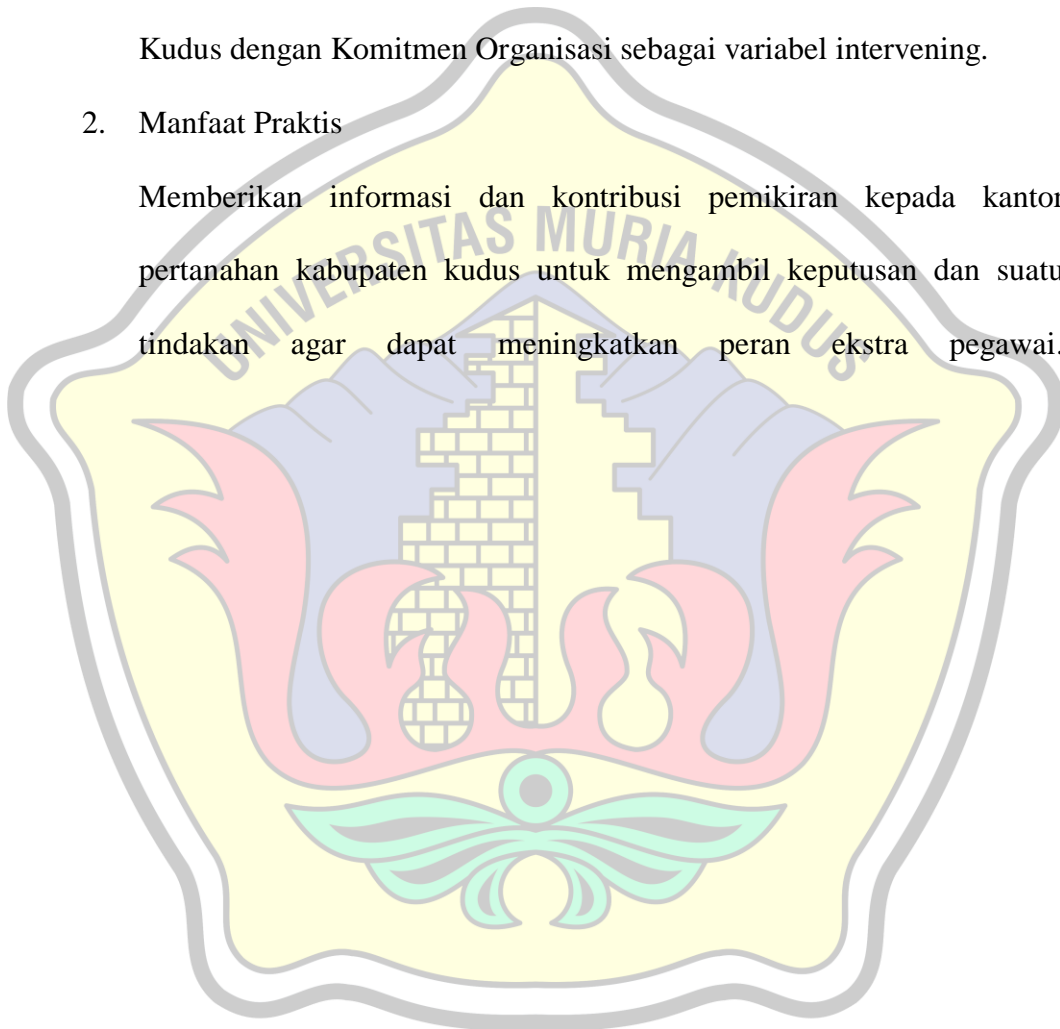 Kudus dengan Komitmen Organisasi sebagai variabel intervening.
2. Manfaat Praktis
Memberikan informasi dan kontribusi pemikiran kepada kantor
pertanahan kabupaten kudus untuk mengambil keputusan dan suatu
tindakan agar dapat meningkatkan peran ekstra pegawai.
UNIVERSITAS MURIA KUDUS